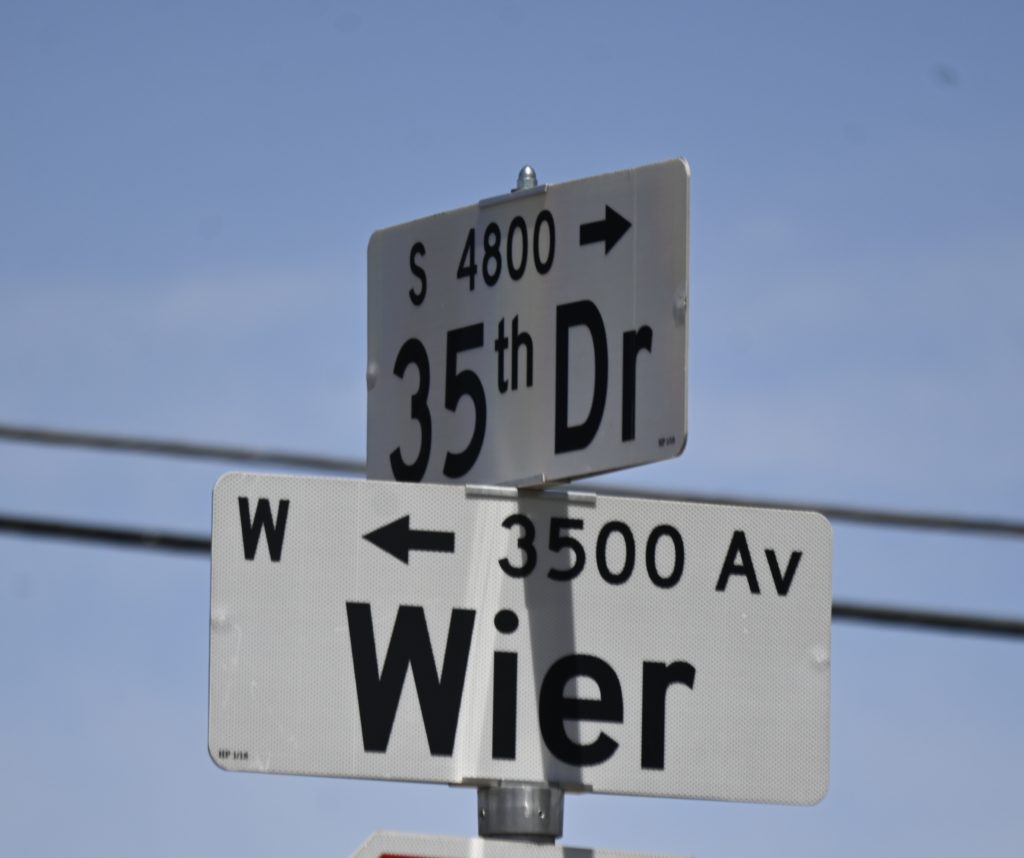 S 4800 →
35th Dr
W ← 3500 Av
Wier